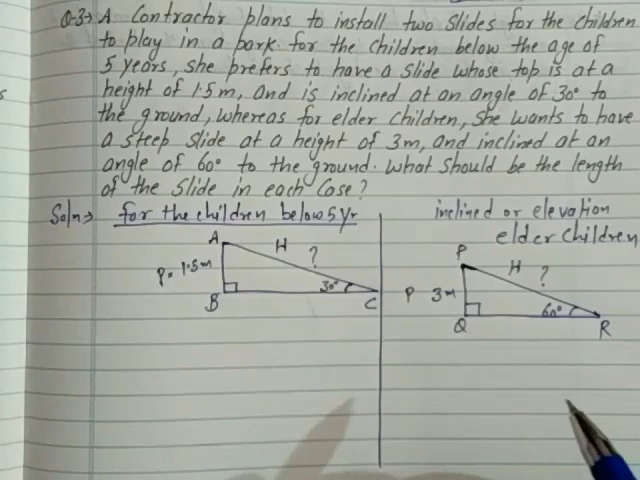 Q.3→ A Contractor plans to install two Slides for the children
to play in a park. for the children below the age of
5 years, she prefers to have a Slide whose top is at a
height of 1.5m, and is inclined at an angle of 30° to
the ground, whereas for elder children, she wants to have
a steep slide at a height of 3m, and inclined at an
angle of 60° to the ground. what should be the length
of the Slide in each Case?
Soln→ for the children below 5 yr
inclined or elevation
elder children
A
H
?
P = 1.5m
30°
B
C
P
H
?
P 3m
60°
Q
R